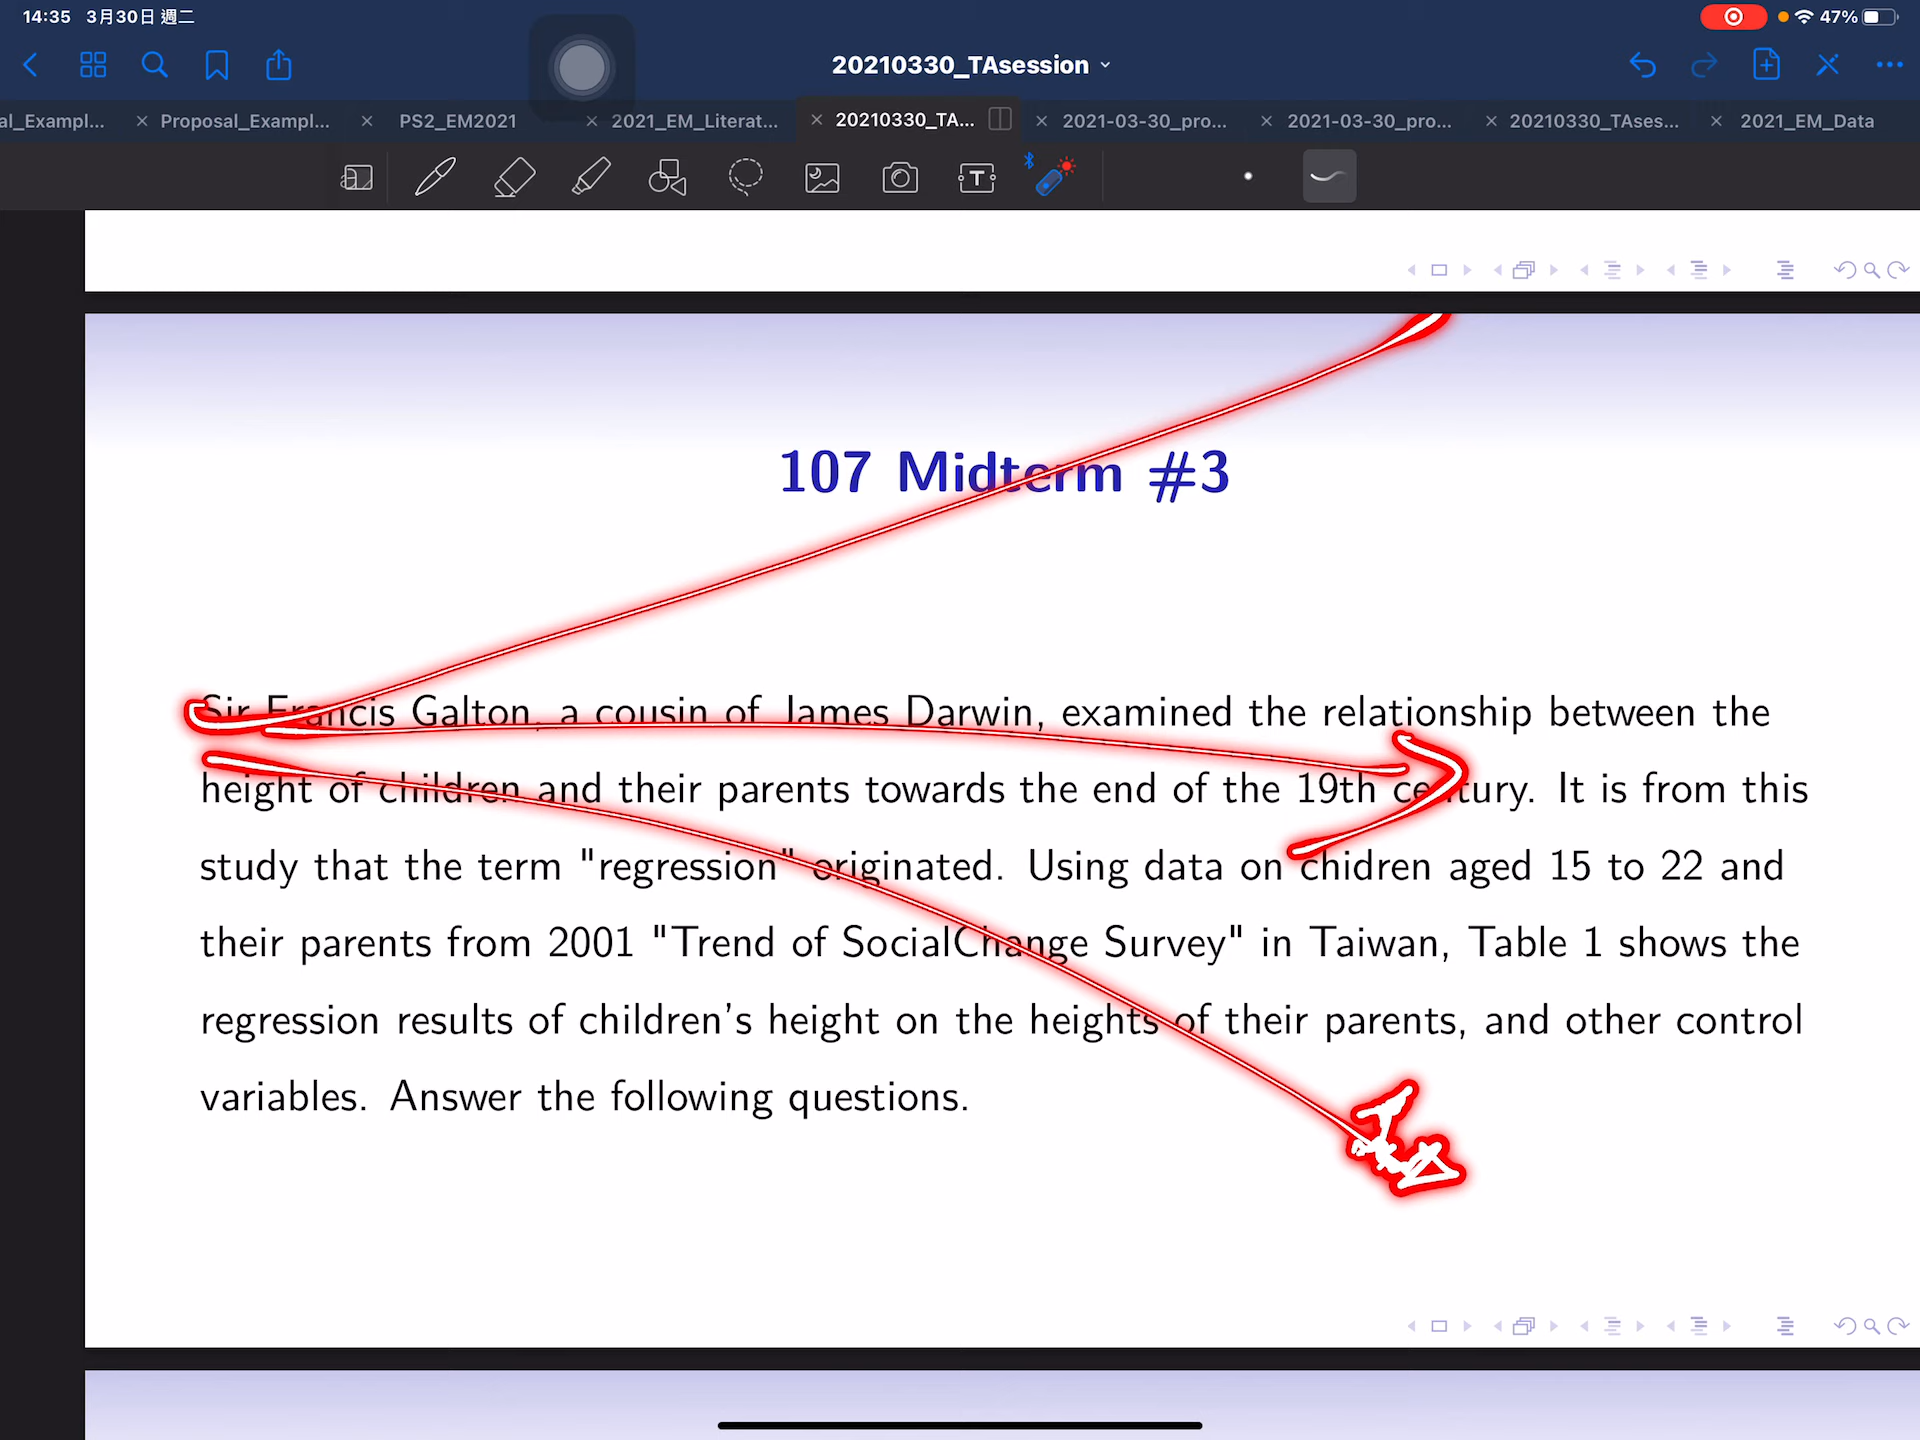 14:35 3月30日 週二
47%
20210330_TAsession
al_Exampl...
Proposal_Exampl...
PS2_EM2021
2021_EM_Literat...
20210330_TA...
2021-03-30_pro...
2021-03-30_pro...
20210330_TAses...
2021_EM_Data
107 Midterm #3
Sir Francis Galton, a cousin of James Darwin, examined the relationship between the
height of children and their parents towards the end of the 19th century. It is from this
study that the term "regression" originated. Using data on chidren aged 15 to 22 and
their parents from 2001 "Trend of SocialChange Survey" in Taiwan, Table 1 shows the
regression results of children's height on the heights of their parents, and other control
variables. Answer the following questions.